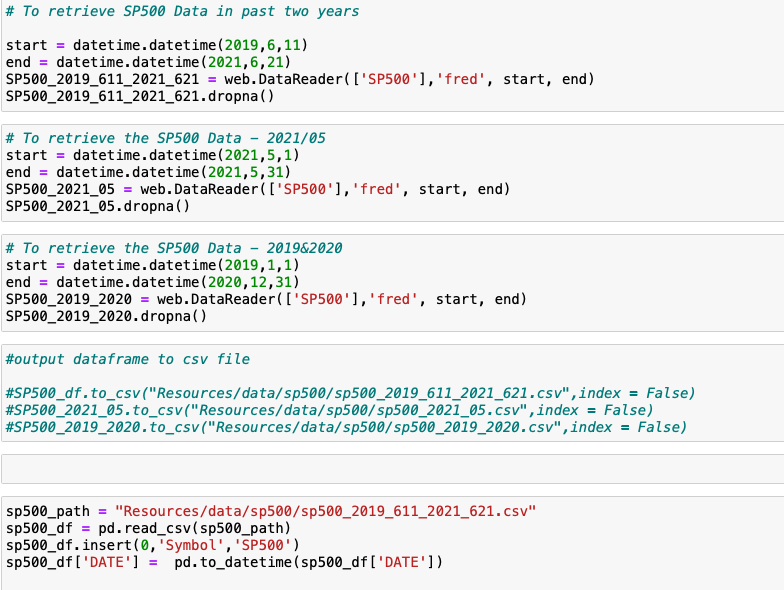 # To retrieve SP500 Data in past two years
start = datetime.datetime(2019,6,11)
end = datetime.datetime(2021,6,21)
SP500_2019_611_2021_621 = web.DataReader(['SP500'],'fred', start, end)
SP500_2019_611_2021_621.dropna()
# To retrieve the SP500 Data - 2021/05
start = datetime.datetime(2021,5,1)
end = datetime.datetime(2021,5,31)
SP500_2021_05 = web.DataReader(['SP500'],'fred', start, end)
SP500_2021_05.dropna()
# To retrieve the SP500 Data - 2019&2020
start = datetime.datetime(2019,1,1)
end = datetime.datetime(2020,12,31)
SP500_2019_2020 = web.DataReader(['SP500'],'fred', start, end)
SP500_2019_2020.dropna()
#output dataframe to csv file
#SP500_df.to_csv("Resources/data/sp500/sp500_2019_611_2021_621.csv",index = False)
#SP500_2021_05.to_csv("Resources/data/sp500/sp500_2021_05.csv",index = False)
#SP500_2019_2020.to_csv("Resources/data/sp500/sp500_2019_2020.csv",index = False)
sp500_path = "Resources/data/sp500/sp500_2019_611_2021_621.csv"
sp500_df = pd.read_csv(sp500_path)
sp500_df.insert(0,'Symbol','SP500')
sp500_df['DATE'] =  pd.to_datetime(sp500_df['DATE'])